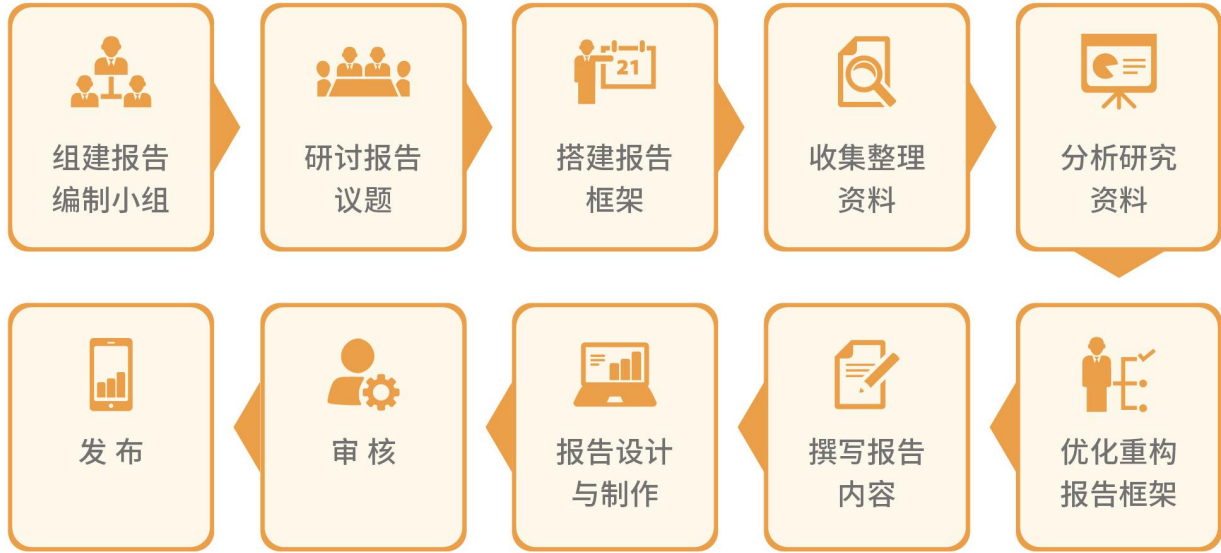 组建报告
编制小组
研讨报告
议题
21
搭建报告
框架
收集整理
资料
分析研究
资料
优化重构
报告框架
撰写报告
内容
报告设计
与制作
审核
发布